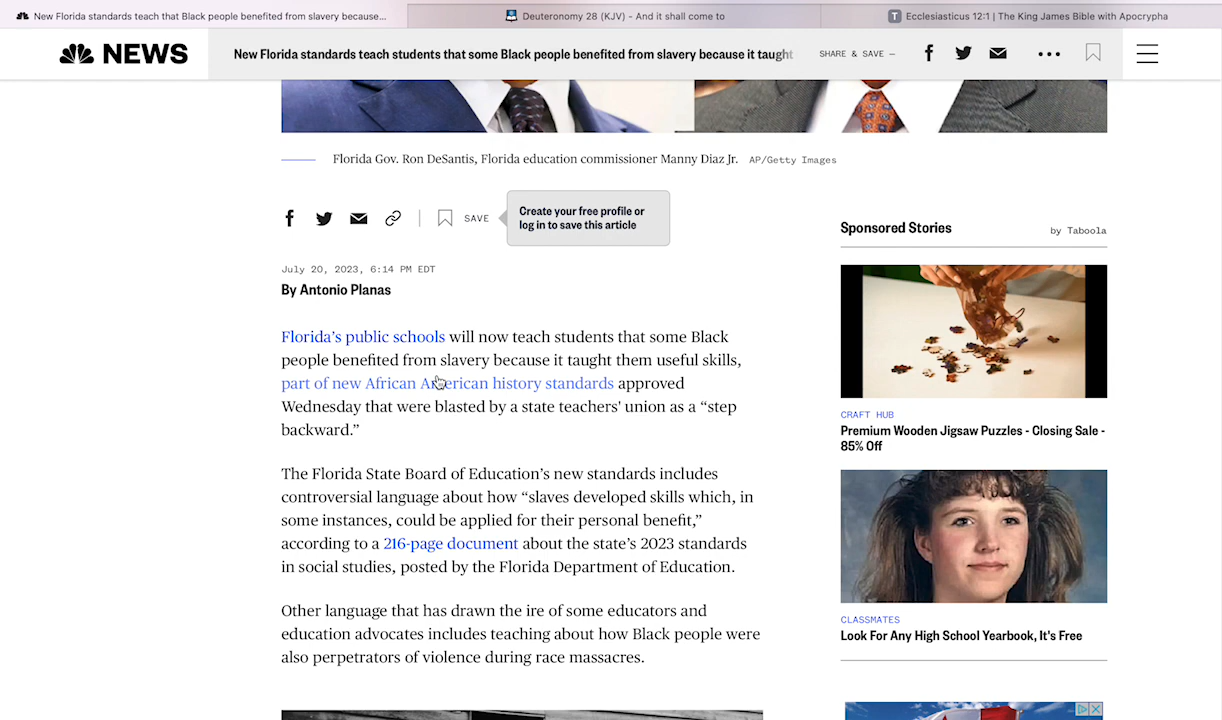 New Florida standards teach that Black people benefited from slavery because...
Deuteronomy 28 (KJV) - And it shall come to
T Ecclesiasticus 12:1 | The King James Bible with Apocrypha
NEWS
New Florida standards teach students that some Black people benefited from slavery because it taught
SHARE & SAVE —
Florida Gov. Ron DeSantis, Florida education commissioner Manny Diaz Jr. AP/Getty Images
SAVE
Create your free profile or
log in to save this article
July 20, 2023, 6:14 PM EDT
By Antonio Planas
Florida’s public schools will now teach students that some Black
people benefited from slavery because it taught them useful skills,
part of new African American history standards approved
Wednesday that were blasted by a state teachers' union as a “step
backward.”
The Florida State Board of Education’s new standards includes
controversial language about how “slaves developed skills which, in
some instances, could be applied for their personal benefit,”
according to a 216-page document about the state’s 2023 standards
in social studies, posted by the Florida Department of Education.
Other language that has drawn the ire of some educators and
education advocates includes teaching about how Black people were
also perpetrators of violence during race massacres.
Sponsored Stories
by Taboola
CRAFT HUB
Premium Wooden Jigsaw Puzzles - Closing Sale -
85% Off
CLASSMATES
Look For Any High School Yearbook, It's Free